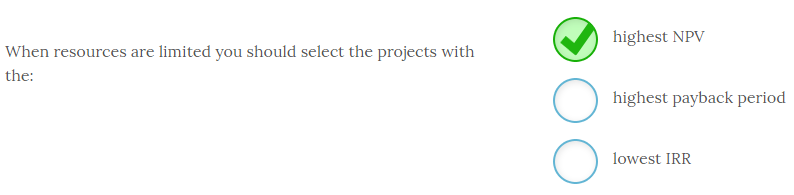 When resources are limited you should select the projects with
the:
highest NPV
highest payback period
lowest IRR